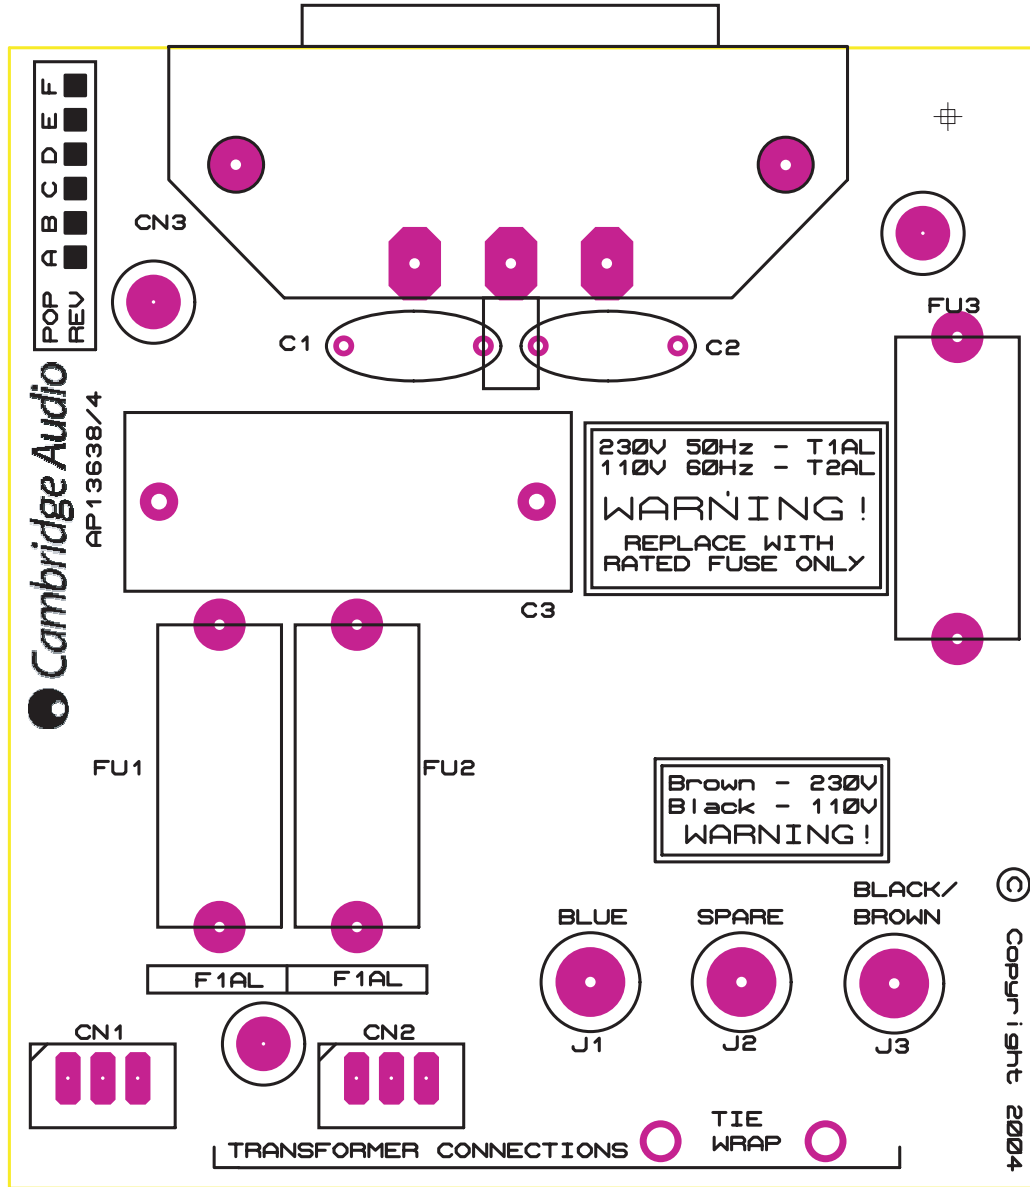 POP A B C D E F
REV
CN3
FU3
C1
C2
Cambridge Audio
AP13638/4
230V 50Hz - T1AL
110V 60Hz - T2AL
WARNING!
REPLACE WITH
RATED FUSE ONLY
C3
FU1
FU2
Brown - 230V
Black - 110V
WARNING!
BLUE
SPARE
BLACK/
BROWN
© Copyright 2004
F1AL
F1AL
CN1
CN2
J1
J2
J3
TIE
WRAP
TRANSFORMER CONNECTIONS